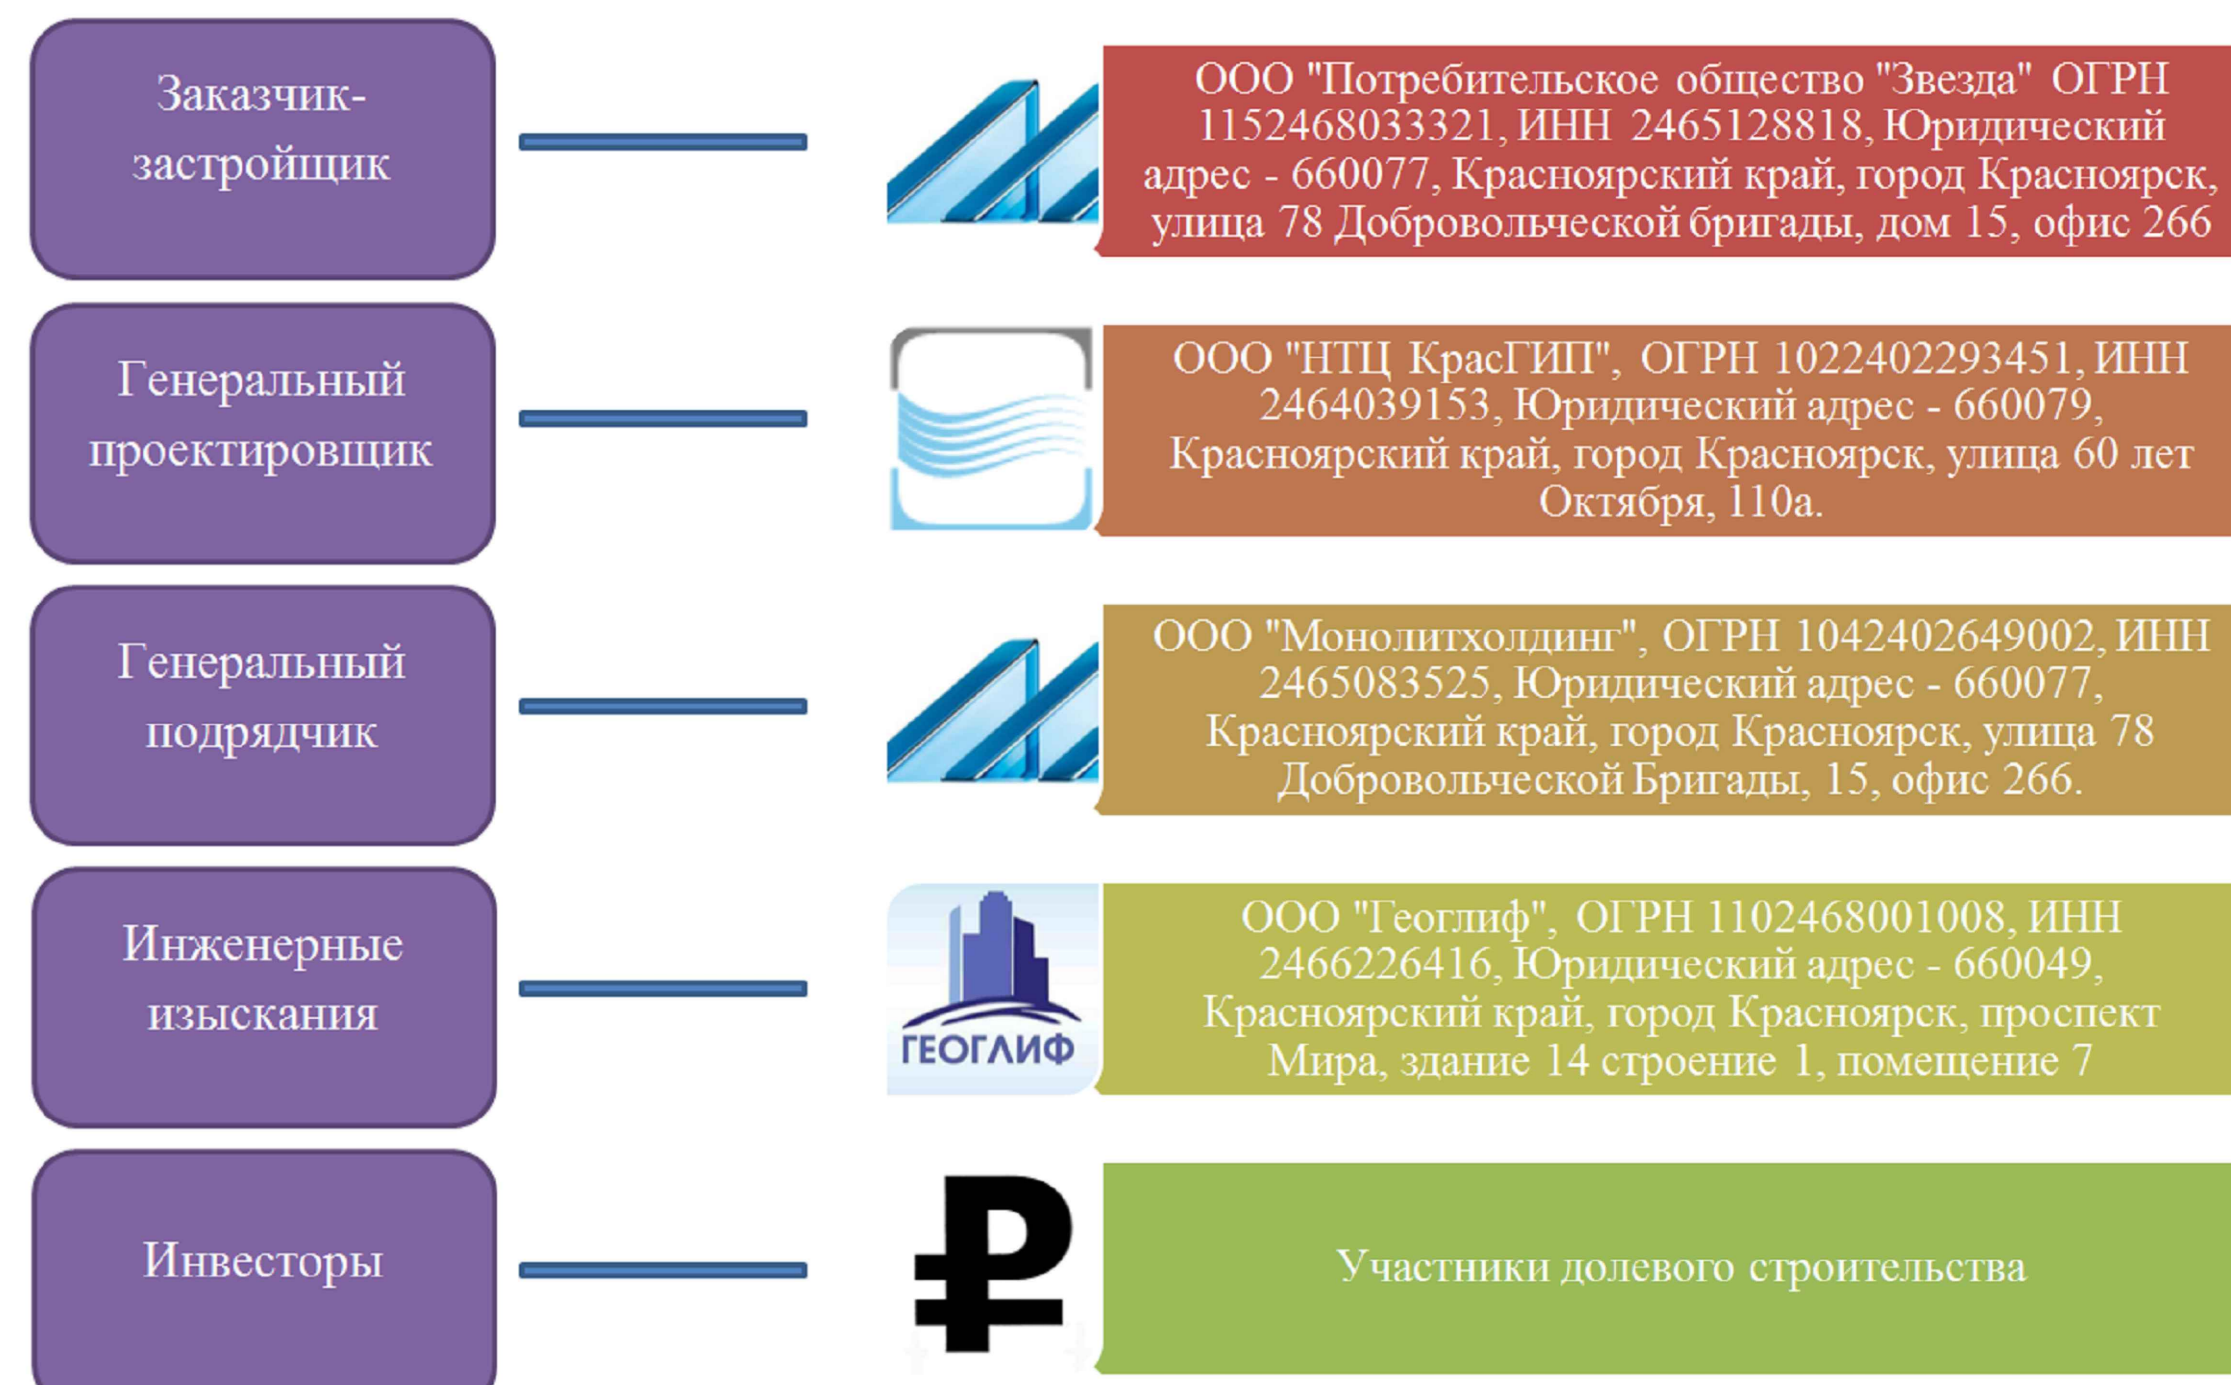 Заказчик-
застройщик
ООО "Потребительское общество "Звезда" ОГРН
1152468033321, ИНН 2465128818, Юридический
адрес - 660077, Красноярский край, город Красноярск,
улица 78 Добровольческой бригады, дом 15, офис 266
Генеральный
проектировщик
ООО "НТЦ КрасГИП", ОГРН 1022402293451, ИНН
2464039153, Юридический адрес - 660079,
Красноярский край, город Красноярск, улица 60 лет
Октября, 110а.
Генеральный
подрядчик
ООО "Монолитхолдинг", ОГРН 1042402649002, ИНН
2465083525, Юридический адрес - 660077,
Красноярский край, город Красноярск, улица 78
Добровольческой Бригады, 15, офис 266.
Инженерные
изыскания
ГЕОГЛИФ
ООО "Геоглиф", ОГРН 1102468001008, ИНН
2466226416, Юридический адрес - 660049,
Красноярский край, город Красноярск, проспект
Мира, здание 14 строение 1, помещение 7
Инвесторы
₽
Участники долевого строительства